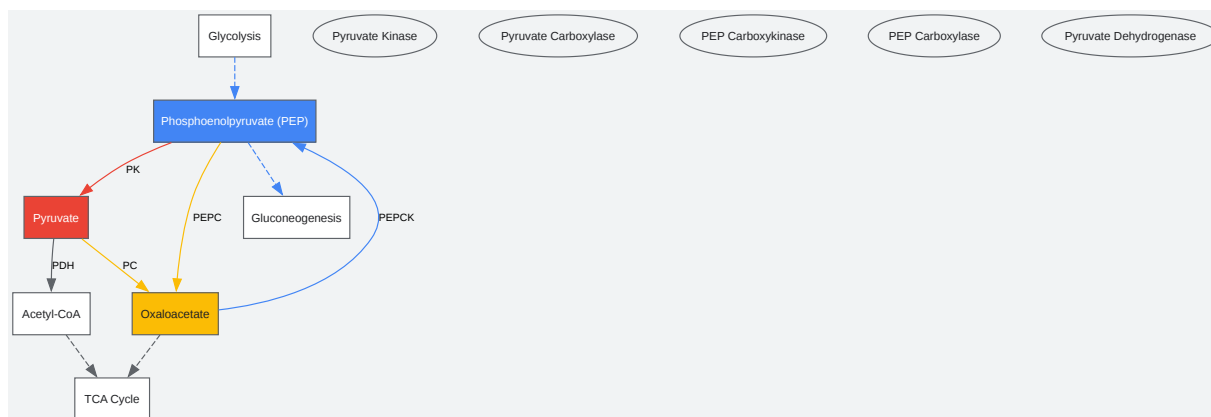 Glycolysis
Pyruvate Kinase
Pyruvate Carboxylase
PEP Carboxykinase
PEP Carboxylase
Pyruvate Dehydrogenase
Phosphoenolpyruvate (PEP)
PK
Pyruvate
PEPC
Gluconeogenesis
PEPCK
PDH
PC
Acetyl-CoA
Oxaloacetate
TCA Cycle